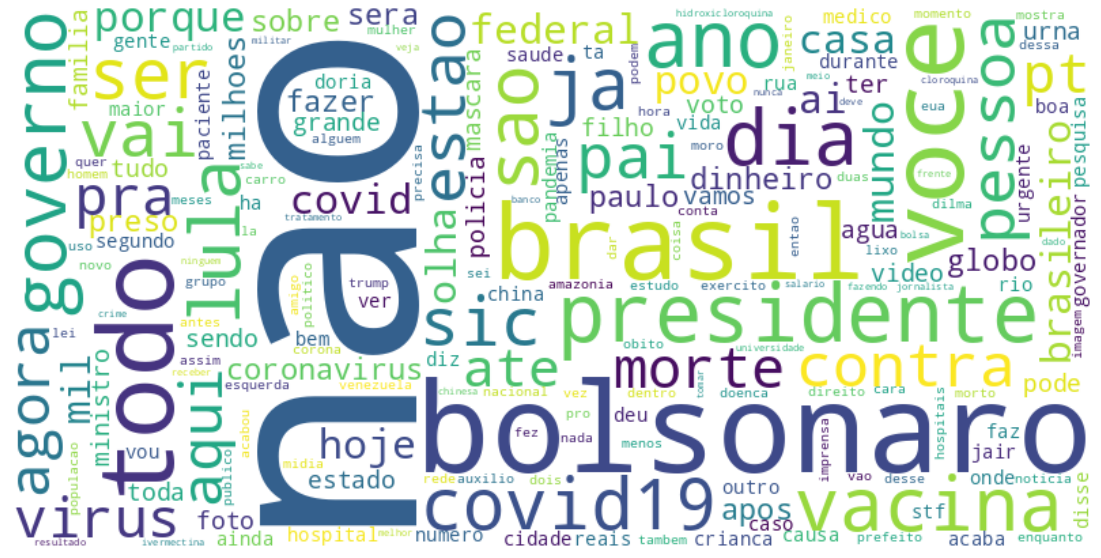 governo
agora
familia
porque
gente
partido
ser
vai
maior
quer
tudo
homem
meses
pra
preso
uso
segundo
novo
grupo
lei
crime
antes
mil
ministro
assim
receber
vou
populacao
toda
virus
resultado
ivermectina
ainda
foto
publico
aqui
todo
sobre
mulher
militar
sera
veja
milhoes
paciente
doria
fazer
grande
alguem
sabe
carro
ha
la
lula
ninguem
sendo
coronavirus
esquerda
acabou
covid
tratamento
precisa
nao
amigo
politico
trump
ver
bem
corona
venezuela
hoje
estado
midia
hospital
melhor
numero
estao
mascara
policia
olha
sei
sic
china
diz
ate
chinesa
nacional
vez
federal
saude
ta
podem
hora
ja
sao
pandemia
apenas
filho
pai
banco
paulo
vamos
conta
dinheiro
brasil
dar
coisa
entao
amazonia
estudo
exercito
salario
presidente
obito
universidade
morte
contra
dentro
doenca
tomar
direito
cara
morto
pode
bolsonaro
fez
nada
pro
deu
menos
imprensa
hospitais
faz
jair
rede
auxilio
dois
covid19
outro
apos
caso
vao
desse
onde
noticia
disse
vacina
stf
cidade
reais
tambem
crianca
causa
prefeito
acaba
enquanto
hidroxicloroquina
ano
povo
nunca
rua
voto
vida
moro
dia
janeiro
meio
medico
casa
durante
ter
cloroquina
al
deve
duas
mundo
agua
lixo
video
fazendo
jornalista
momento
eua
voce
frente
dilma
bolsa
globo
rio
pessoa
mostra
dessa
urna
pt
boa
pesquisa
urgente
governador
dado
brasileiro
imagem